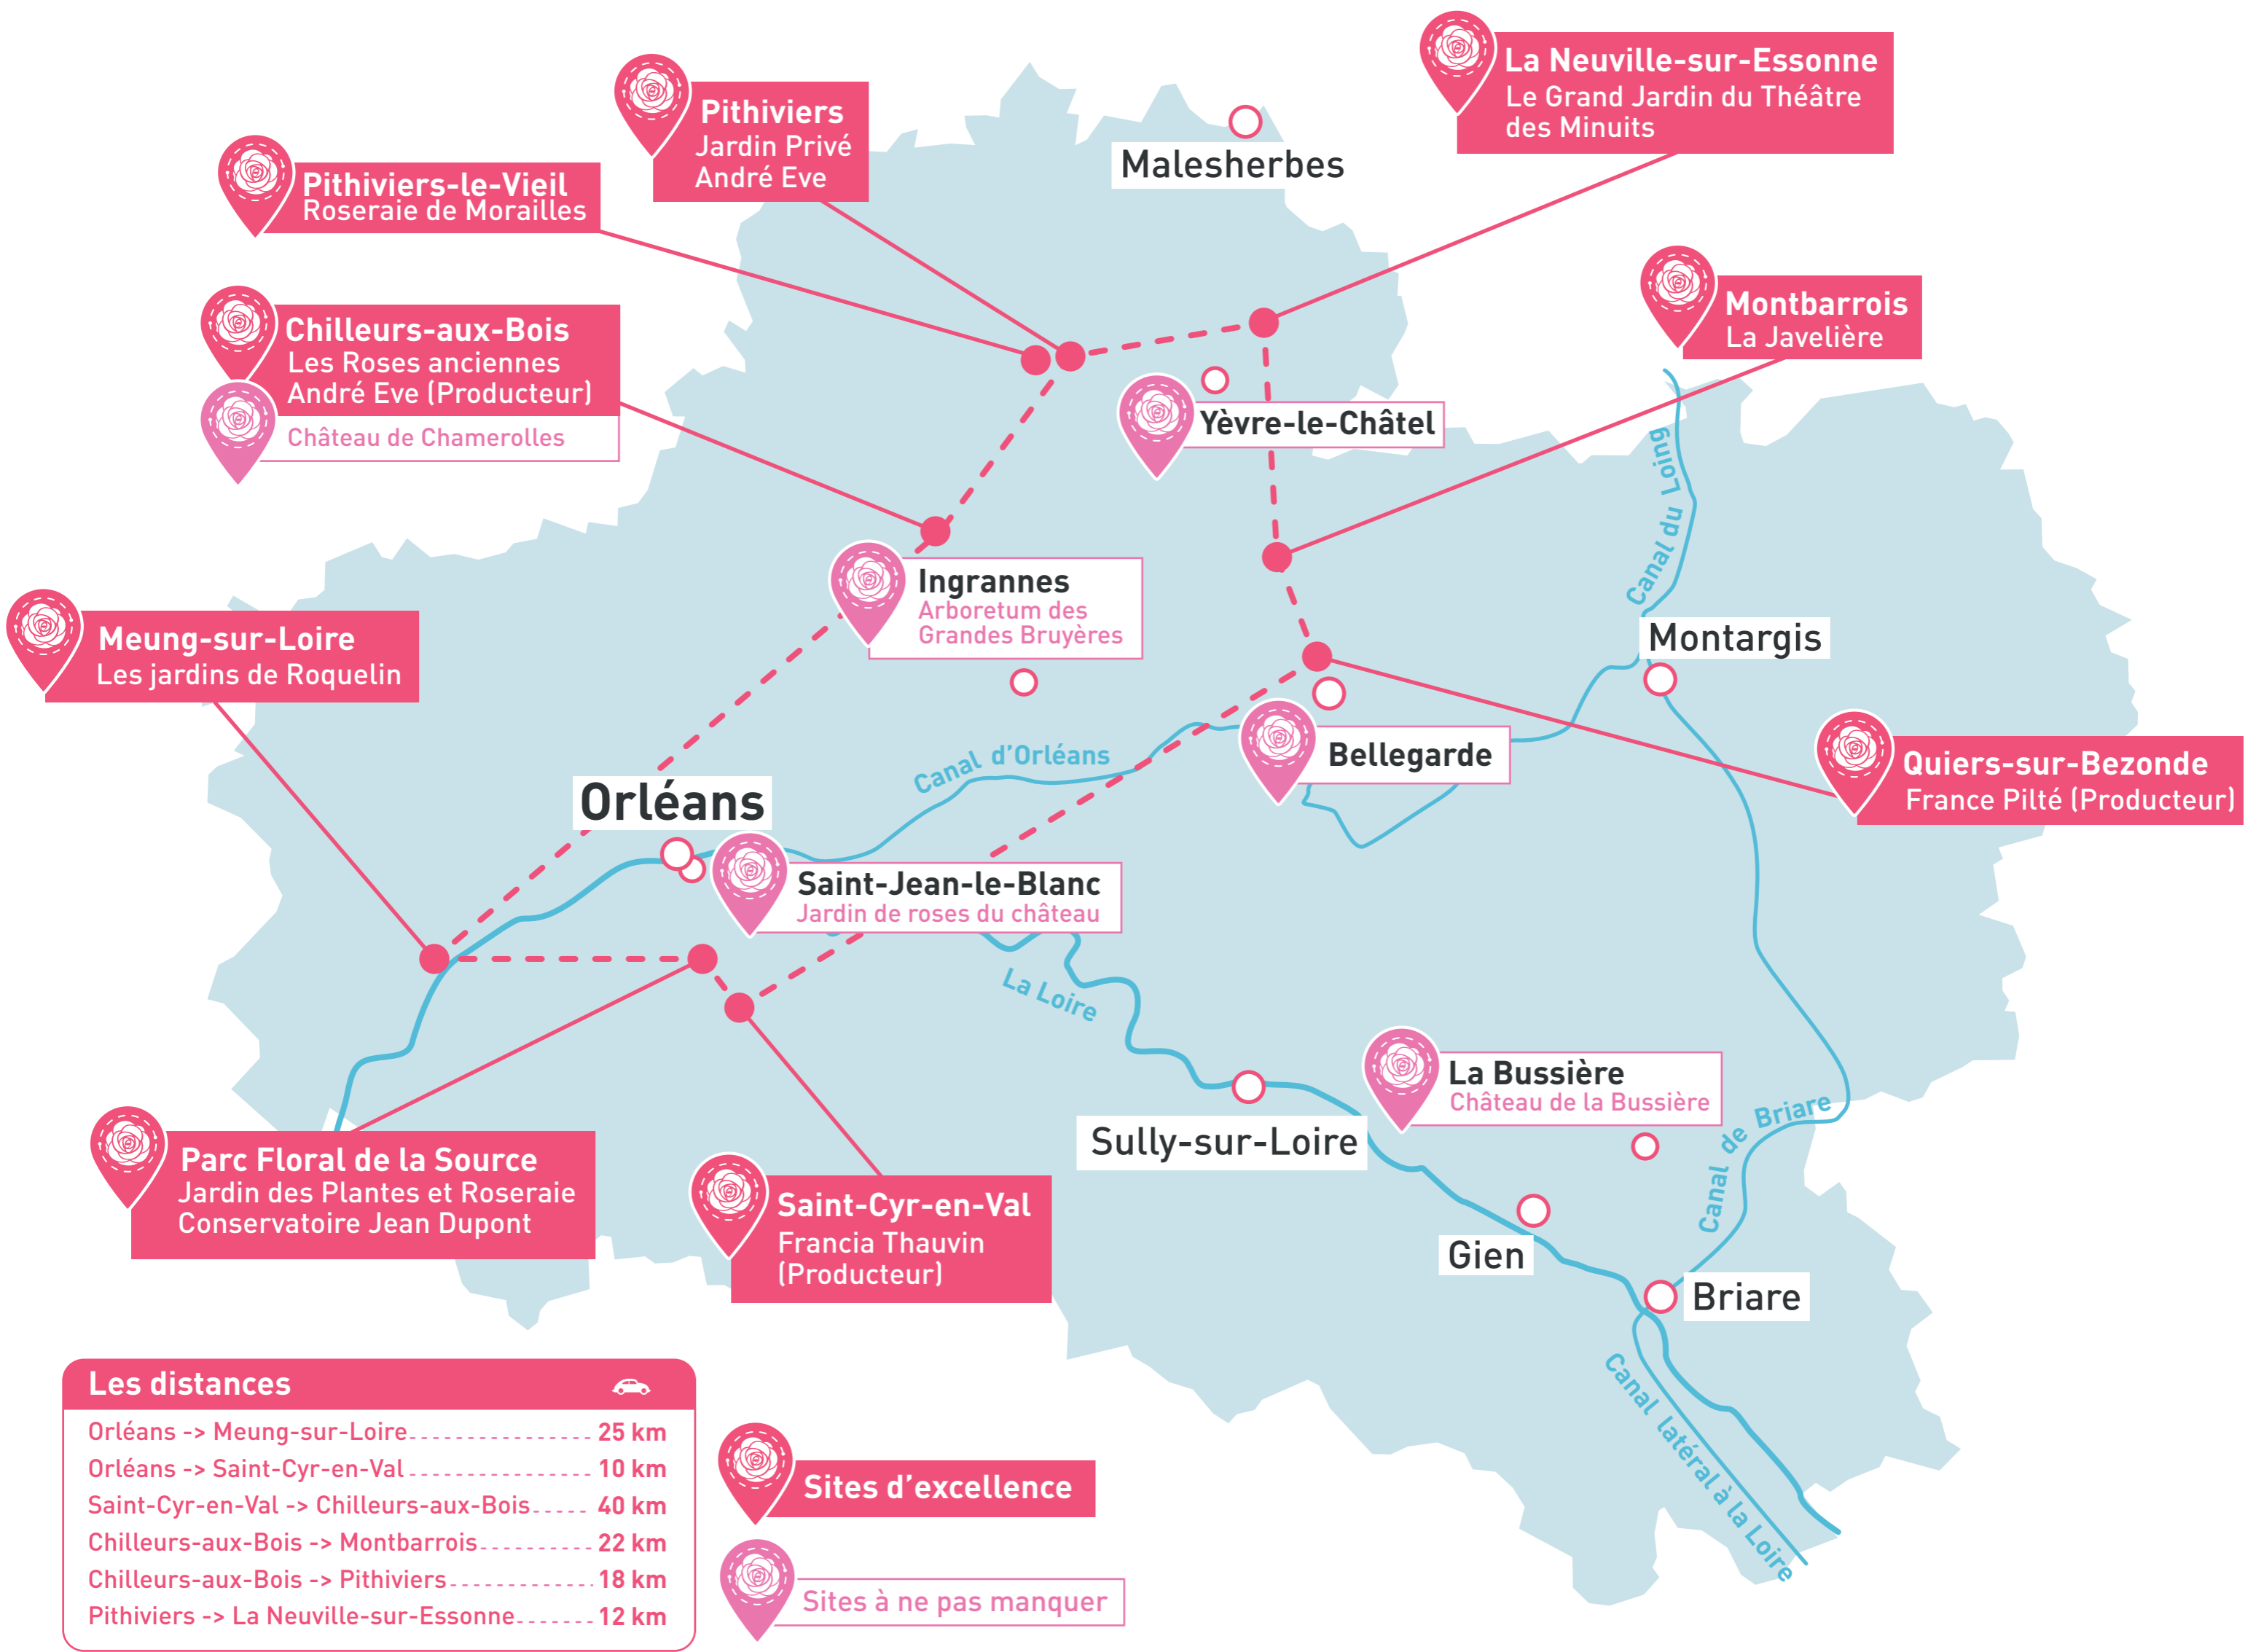 La Neuville-sur-Essonne
Le Grand Jardin du Théâtre
des Minuits
Pithiviers
Jardin Privé
André Eve
Malesherbes
Pithiviers-le-Vieil
Roseraie de Morailles
Montbarrois
La Javelière
Chilleurs-aux-Bois
Les Roses anciennes
André Eve (Producteur)
Château de Chamerolles
Yèvre-le-Châtel
Canal du Loing
Ingrannes
Arboretum des
Grandes Bruyères
Meung-sur-Loire
Les jardins de Roquelin
Montargis
Canal d'Orléans
Bellegarde
Quiers-sur-Bezonde
France Pilté (Producteur)
Orléans
Saint-Jean-le-Blanc
Jardin de roses du château
La Loire
La Bussière
Château de la Bussière
Canal de Briare
Sully-sur-Loire
Parc Floral de la Source
Jardin des Plantes et Roseraie
Conservatoire Jean Dupont
Saint-Cyr-en-Val
Francia Thauvin
(Producteur)
Gien
Briare
Canal latéral à la Loire
Les distances
Orléans -> Meung-sur-Loire 25 km
Orléans -> Saint-Cyr-en-Val 10 km
Saint-Cyr-en-Val -> Chilleurs-aux-Bois 40 km
Chilleurs-aux-Bois -> Montbarrois 22 km
Chilleurs-aux-Bois -> Pithiviers 18 km
Pithiviers -> La Neuville-sur-Essonne 12 km
Sites d'excellence
Sites à ne pas manquer